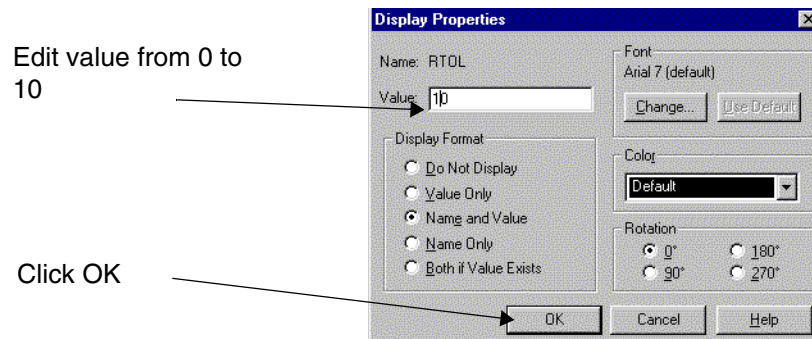 Display Properties
Edit value from 0 to
10
Name: RTOL
Value: 10
Font
Arial 7 (default)
Change...
Use Default
Display Format
Do Not Display
Value Only
Name and Value
Name Only
Both if Value Exists
Color
Default
Rotation
0° 180°
90° 270°
Click OK
OK Cancel Help